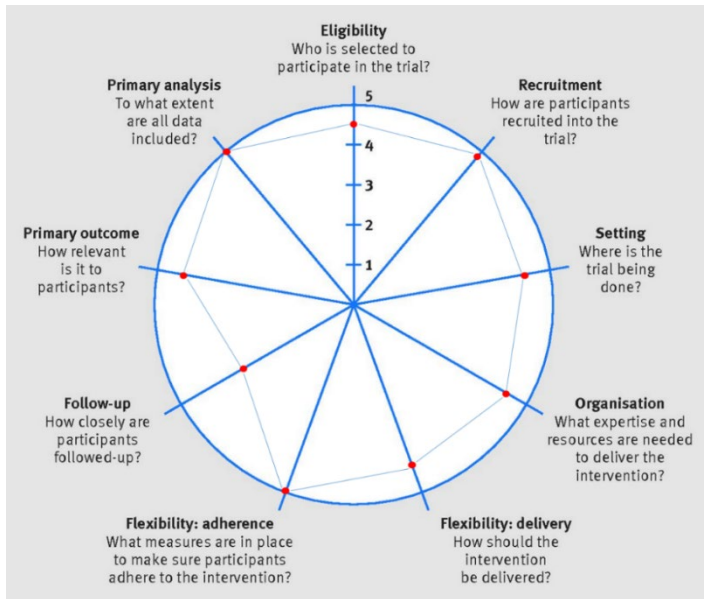 Eligibility
Who is selected to
participate in the trial?
Primary analysis
To what extent
are all data
included?
Recruitment
How are participants
recruited into the
trial?
5
4
3
2
1
Primary outcome
How relevant
is it to
participants?
Setting
Where is the
trial being
done?
Follow-up
How closely are
participants
followed-up?
Organisation
What expertise and
resources are needed
to deliver the
intervention?
Flexibility: adherence
What measures are in place
to make sure participants
adhere to the intervention?
Flexibility: delivery
How should the
intervention
be delivered?